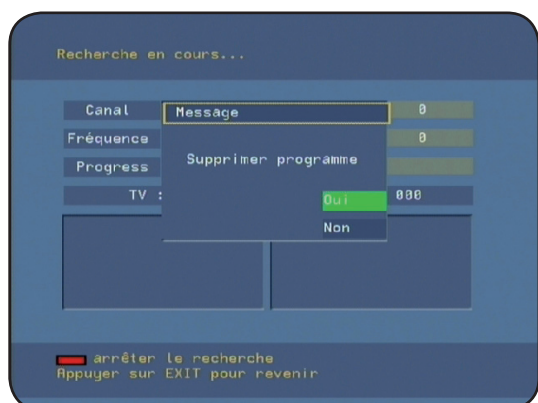 Recherche en cours...
Canal
Message
0
Fréquence
0
Supprimer programme
Progress
TV :
000
Oui
Non
arrêter le recherche
Appuyer sur EXIT pour revenir